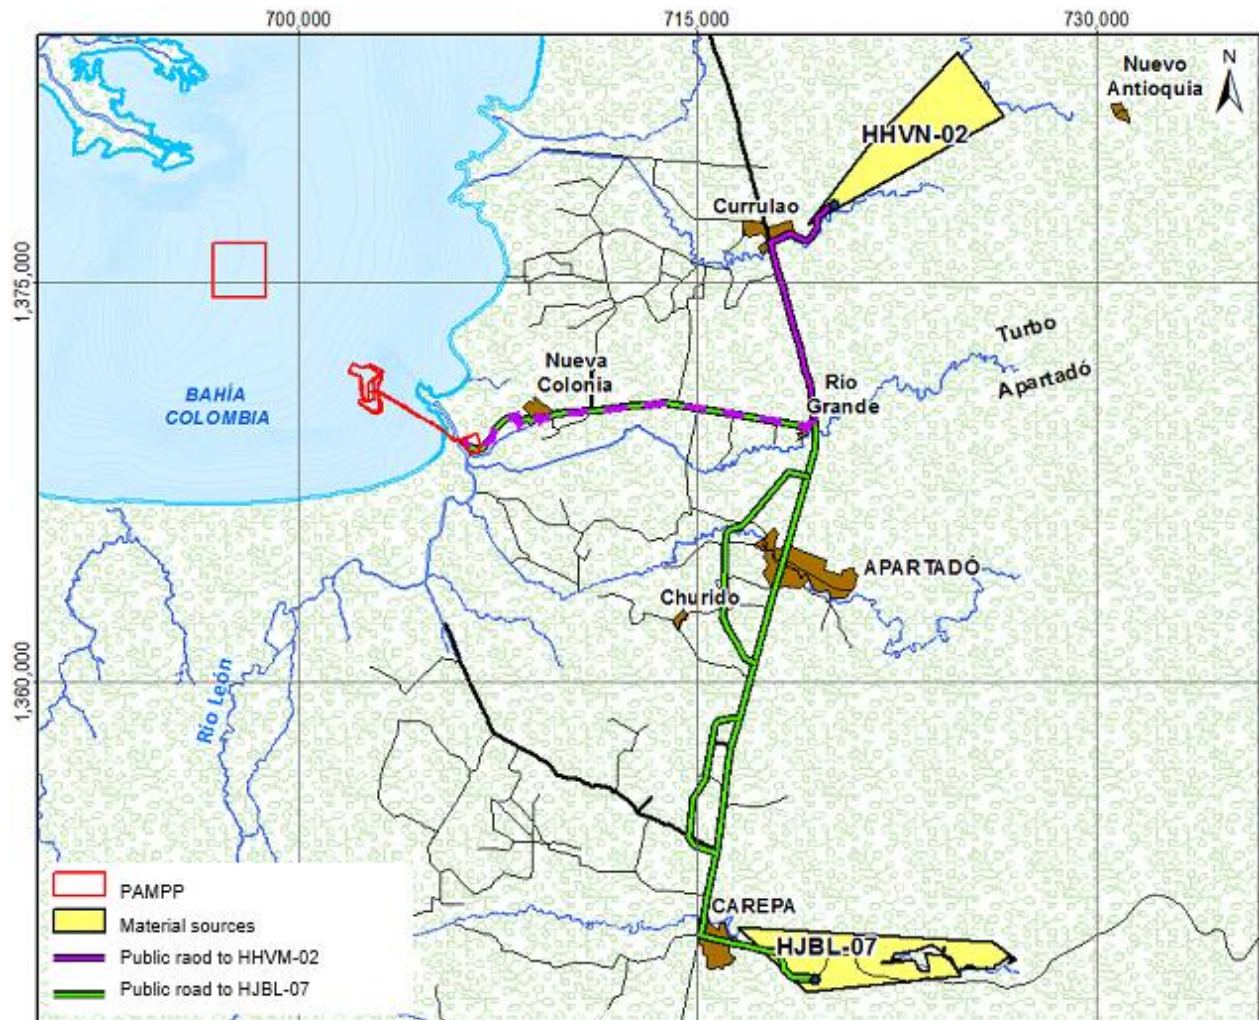 700,000
715,000
730,000
N
Nuevo
Antioquia
HHVN-02
Currulao
1,375,000
Turbo
Apartadó
Nueva
Colonia
Rio
Grande
BAHÍA
COLOMBIA
APARTADÓ
Churido
1,360,000
Río León
CAREPA
HJBL-07
PAMPP
Material sources
Public raod to HHVM-02
Public road to HJBL-07